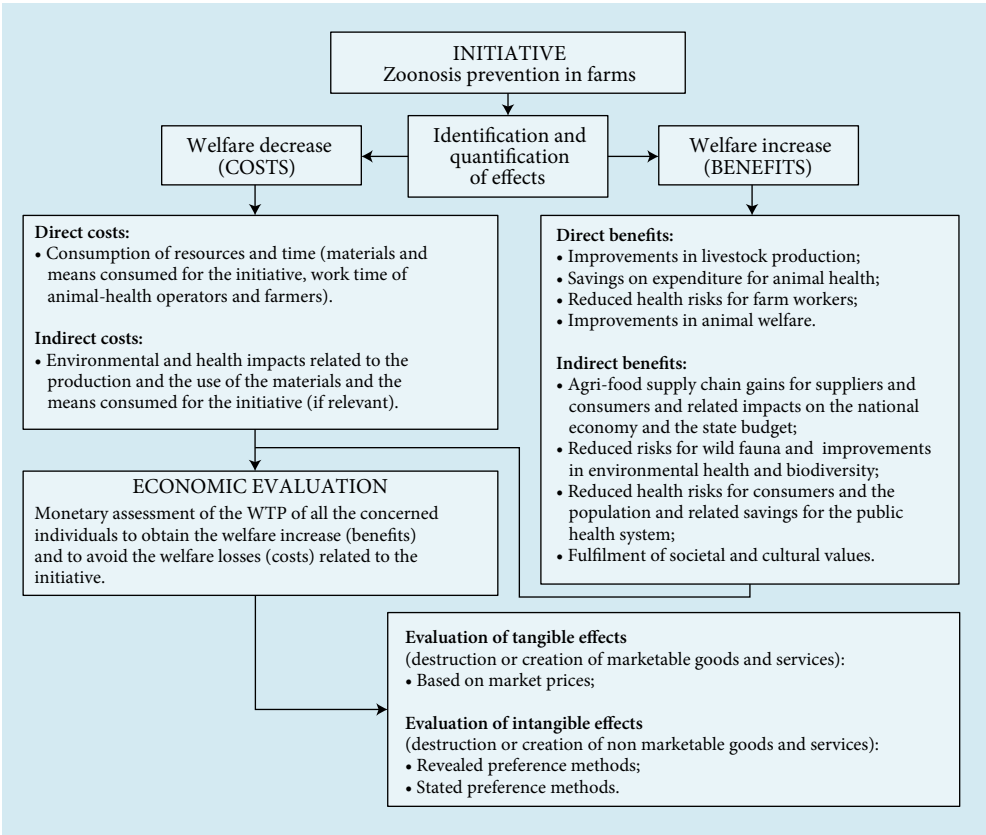 INITIATIVE
Zoonosis prevention in farms
Identification and
quantification
of effects
Welfare decrease
(COSTS)
Welfare increase
(BENEFITS)
Direct costs:
• Consumption of resources and time (materials and
means consumed for the initiative, work time of
animal-health operators and farmers).
Indirect costs:
• Environmental and health impacts related to the
production and the use of the materials and the
means consumed for the initiative (if relevant).
Direct benefits:
• Improvements in livestock production;
• Savings on expenditure for animal health;
• Reduced health risks for farm workers;
• Improvements in animal welfare.
Indirect benefits:
• Agri-food supply chain gains for suppliers and
consumers and related impacts on the national
economy and the state budget;
• Reduced risks for wild fauna and improvements
in environmental health and biodiversity;
• Reduced health risks for consumers and the
population and related savings for the public
health system;
• Fulfilment of societal and cultural values.
ECONOMIC EVALUATION
Monetary assessment of the WTP of all the concerned
individuals to obtain the welfare increase (benefits)
and to avoid the welfare losses (costs) related to the
initiative.
Evaluation of tangible effects
(destruction or creation of marketable goods and services):
• Based on market prices;
Evaluation of intangible effects
(destruction or creation of non marketable goods and services):
• Revealed preference methods;
• Stated preference methods.